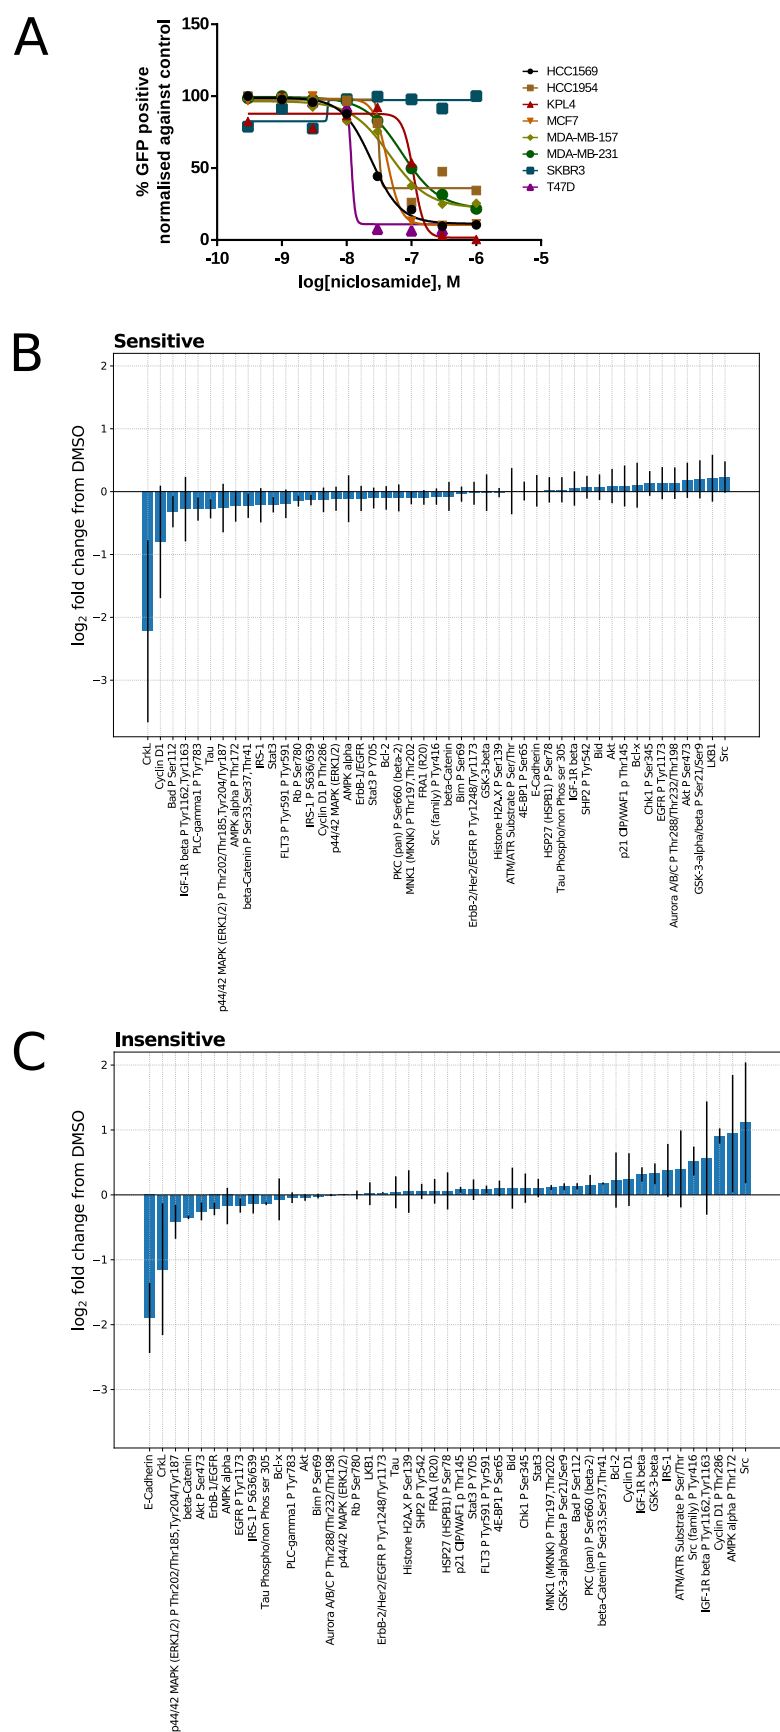 A
150
100
50
0
% GFP positive
normalised against control
-10
-9
-8
-7
-6
-5
log[niclosamide], M
HCC1569
HCC1954
KPL4
MCF7
MDA-MB-157
MDA-MB-231
SKBR3
T47D
B
Sensitive
2
1
0
−1
−2
−3
log2 fold change from DMSO
CrkL
Cyclin D1
Bad P Ser112
IGF-1R beta P Tyr1162,Tyr1163
PLC-gamma1 P Tyr783
Tau
p44/42 MAPK (ERK1/2) P Thr202/Thr185,Tyr204/Tyr187
AMPK alpha P Thr172
beta-Catenin P Ser33,Ser37,Thr41
IRS-1
Stat3
FLT3 P Tyr591 P Tyr591
Rb P Ser780
IRS-1 P S636/639
Cyclin D1 P Thr286
p44/42 MAPK (ERK1/2)
AMPK alpha
ErbB-1/EGFR
Stat3 P Y705
Bcl-2
PKC (pan) P Ser660 (beta-2)
MNK1 (MKNK) P Thr197,Thr202
FRA1 (R20)
Src (family) P Tyr416
beta-Catenin
Bim P Ser69
ErbB-2/Her2/EGFR P Tyr1248/Tyr1173
GSK-3-beta
Histone H2A,X P Ser139
ATM/ATR Substrate P Ser/Thr
4E-BP1 P Ser65
E-Cadherin
HSP27 (HSPB1) P Ser78
Tau Phospho/non Phos ser 305
IGF-1R beta
SHP2 P Tyr542
Bid
Akt
p21 CIP/WAF1 p Thr145
Bcl-x
Chk1 P Ser345
EGFR P Tyr1173
Aurora A/B/C P Thr288/Thr232/Thr198
Akt P Ser473
GSK-3-alpha/beta P Ser21/Ser9
LKB1
Src
C
Insensitive
2
1
0
−1
−2
−3
log2 fold change from DMSO
E-Cadherin
CrkL
p44/42 MAPK (ERK1/2) P Thr202/Thr185,Tyr204/Tyr187
beta-Catenin
Akt P Ser473
ErbB-1/EGFR
AMPK alpha
EGFR P Tyr1173
IRS-1 P S636/639
Tau Phospho/non Phos ser 305
Bcl-x
PLC-gamma1 P Tyr783
Akt
Bim P Ser69
Aurora A/B/C P Thr288/Thr232/Thr198
p44/42 MAPK (ERK1/2)
Rb P Ser780
LKB1
ErbB-2/Her2/EGFR P Tyr1248/Tyr1173
Tau
Histone H2A,X P Ser139
SHP2 P Tyr542
FRA1 (R20)
HSP27 (HSPB1) P Ser78
p21 CIP/WAF1 p Thr145
Stat3 P Y705
FLT3 P Tyr591 P Tyr591
4E-BP1 P Ser65
Bid
Chk1 P Ser345
Stat3
MNK1 (MKNK) P Thr197,Thr202
GSK-3-alpha/beta P Ser21/Ser9
Bad P Ser112
PKC (pan) P Ser660 (beta-2)
beta-Catenin P Ser33,Ser37,Thr41
Bcl-2
Cyclin D1
IGF-1R beta
GSK-3-beta
IRS-1
ATM/ATR Substrate P Ser/Thr
Src (family) P Tyr416
IGF-1R beta P Tyr1162,Tyr1163
Cyclin D1 P Thr286
AMPK alpha P Thr172
Src